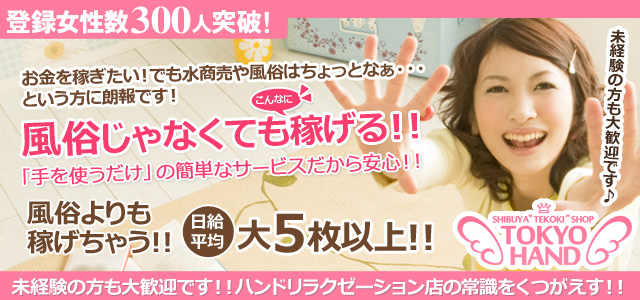 登録女性数300人突破!
お金を稼ぎたい!でも水商売や風俗はちょっとなぁ・・・
という方に朗報です!
こんなに
風俗じゃなくても稼げる!!
「手を使うだけ」の簡単なサービスだから安心!!
風俗よりも
稼げちゃう!!
日給
平均
大5枚以上!!
未経験の方も大歓迎です♪
SHIBUYA "TEKOKI" SHOP
TOKYO
HAND
未経験の方も大歓迎です!!ハンドリラクゼーション店の常識をくつがえす!!